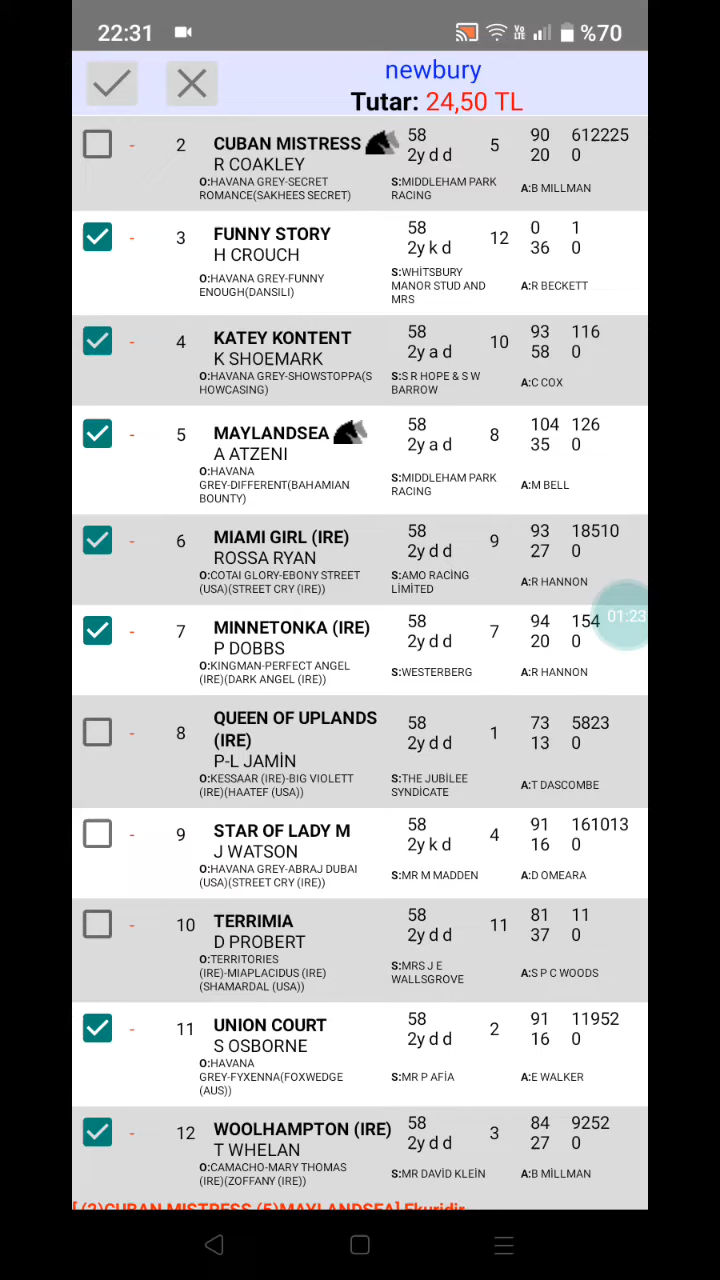 22:31
Vo LTE
%70
newbury
Tutar: 24,50 TL
- 2 CUBAN MISTRESS 58 5 90 612225
R COAKLEY 2y d d 20 0
O:HAVANA GREY-SECRET S:MIDDLEHAM PARK A:B MILLMAN
ROMANCE(SAKHEES SECRET) RACING
- 3 FUNNY STORY 58 12 0 1
H CROUCH 2y k d 36 0
O:HAVANA GREY-FUNNY S:WHİTSBURY A:R BECKETT
ENOUGH(DANSILI) MANOR STUD AND
MRS
- 4 KATEY KONTENT 58 10 93 116
K SHOEMARK 2y a d 58 0
O:HAVANA GREY-SHOWSTOPPA(S S:S R HOPE & S W A:C COX
HOWCASING) BARROW
- 5 MAYLANDSEA 58 8 104 126
A ATZENI 2y a d 35 0
O:HAVANA S:MIDDLEHAM PARK A:M BELL
GREY-DIFFERENT(BAHAMIAN RACING
BOUNTY)
- 6 MIAMI GIRL (IRE) 58 9 93 18510
ROSSA RYAN 2y d d 27 0
O:COTAI GLORY-EBONY STREET S:AMO RACİNG A:R HANNON
(USA)(STREET CRY (IRE)) LİMİTED
01:23
- 7 MINNETONKA (IRE) 58 7 94 154
P DOBBS 2y d d 20 0
O:KINGMAN-PERFECT ANGEL S:WESTERBERG A:R HANNON
(IRE)(DARK ANGEL (IRE))
- 8 QUEEN OF UPLANDS 58 1 73 5823
(IRE) 2y d d 13 0
P-L JAMİN
O:KESSAAR (IRE)-BIG VIOLETT S:THE JUBİLEE A:T DASCOMBE
(IRE)(HAATEF (USA)) SYNDİCATE
- 9 STAR OF LADY M 58 4 91 161013
J WATSON 2y k d 16 0
O:HAVANA GREY-ABRAJ DUBAI S:MR M MADDEN A:D OMEARA
(USA)(STREET CRY (IRE))
- 10 TERRIMIA 58 11 81 11
D PROBERT 2y d d 37 0
O:TERRITORIES S:MRS J E A:S P C WOODS
(IRE)-MIAPLACIDUS (IRE) WALLSGROVE
(SHAMARDAL (USA))
- 11 UNION COURT 58 2 91 11952
S OSBORNE 2y d d 16 0
O:HAVANA S:MR P AFİA A:E WALKER
GREY-FYXENNA(FOXWEDGE
(AUS))
- 12 WOOLHAMPTON (IRE) 58 3 84 9252
T WHELAN 2y d d 27 0
O:CAMACHO-MARY THOMAS S:MR DAVİD KLEİN A:B MİLLMAN
(IRE)(ZOFFANY (IRE))
[ (2)CUBAN MISTRESS (5)MAYLANDSEA] Ekuridir